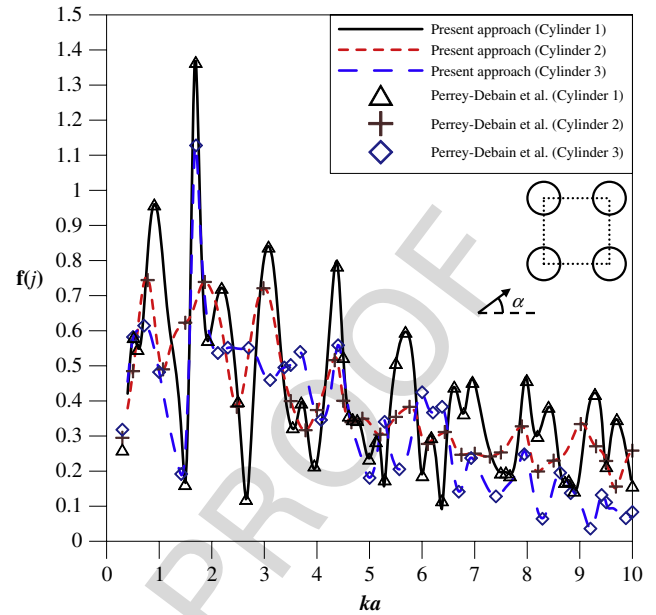 1.5
1.4
1.3
1.2
1.1
1
0.9
0.8
0.7
0.6
0.5
0.4
0.3
0.2
0.1
0
f(j)
Present approach (Cylinder 1)
Present approach (Cylinder 2)
Present approach (Cylinder 3)
Perrey-Debain et al. (Cylinder 1)
Perrey-Debain et al. (Cylinder 2)
Perrey-Debain et al. (Cylinder 3)
α
PROOF
0 1 2 3 4 5 6 7 8 9 10
ka